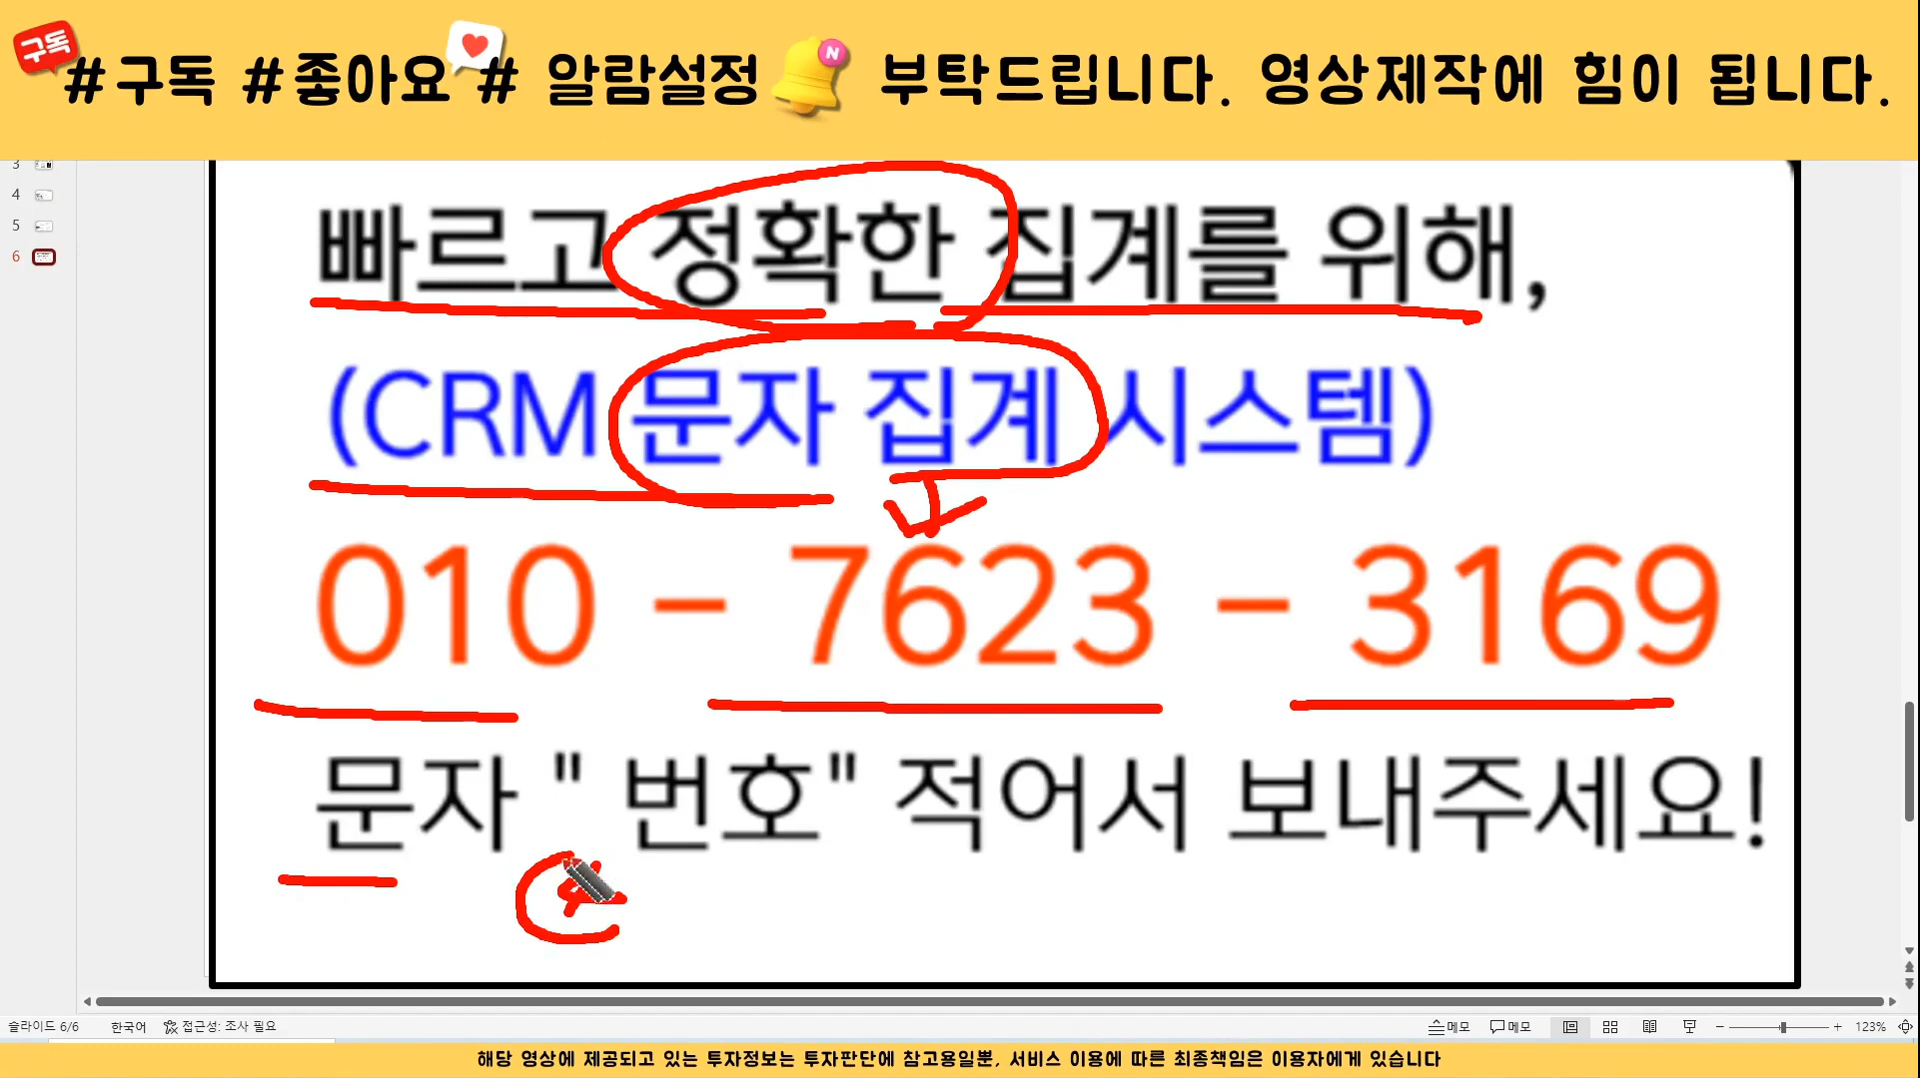 구독
#구독 #좋아요 # 알람설정 N 부탁드립니다. 영상제작에 힘이 됩니다.
3
4
5
6
빠르고 정확한 집계를 위해,
(CRM 문자 집계 시스템)
010 - 7623 - 3169
문자 " 번호" 적어서 보내주세요!
4
슬라이드 6/6 한국어 접근성: 조사 필요 메모 메모 123%
해당 영상에 제공되고 있는 투자정보는 투자판단에 참고용일뿐, 서비스 이용에 따른 최종책임은 이용자에게 있습니다